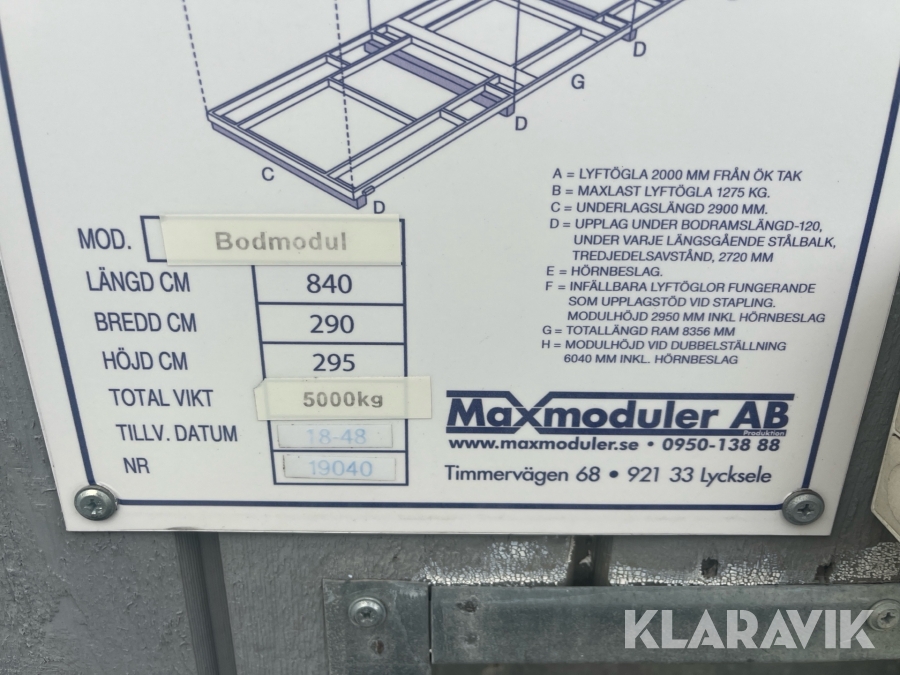 D
G
D
C
D
A = LYFTÖGLA 2000 MM FRÅN ÖK TAK
B = MAXLAST LYFTÖGLA 1275 KG.
C = UNDERLAGSLÄNGD 2900 MM.
D = UPPLAG UNDER BODRAMSLÄNGD-120,
UNDER VARJE LÄNGSGÅENDE STÅLBALK,
TREDJEDELSAVSTÅND, 2720 MM
E = HÖRNBESLAG.
F = INFÄLLBARA LYFTÖGLOR FUNGERANDE
SOM UPPLAGSTÖD VID STAPLING.
MODULHÖJD 2950 MM INKL HÖRNBESLAG
G = TOTALLÄNGD RAM 8356 MM
H = MODULHÖJD VID DUBBELSTÄLLNING
6040 MM INKL. HÖRNBESLAG
MOD. Bodmodul
LÄNGD CM 840
BREDD CM 290
HÖJD CM 295
TOTAL VIKT 5000kg
TILLV. DATUM 18-48
NR 19040
Maxmoduler AB
Produktion
www.maxmoduler.se • 0950-138 88
Timmervägen 68 • 921 33 Lycksele
KLARAVIK